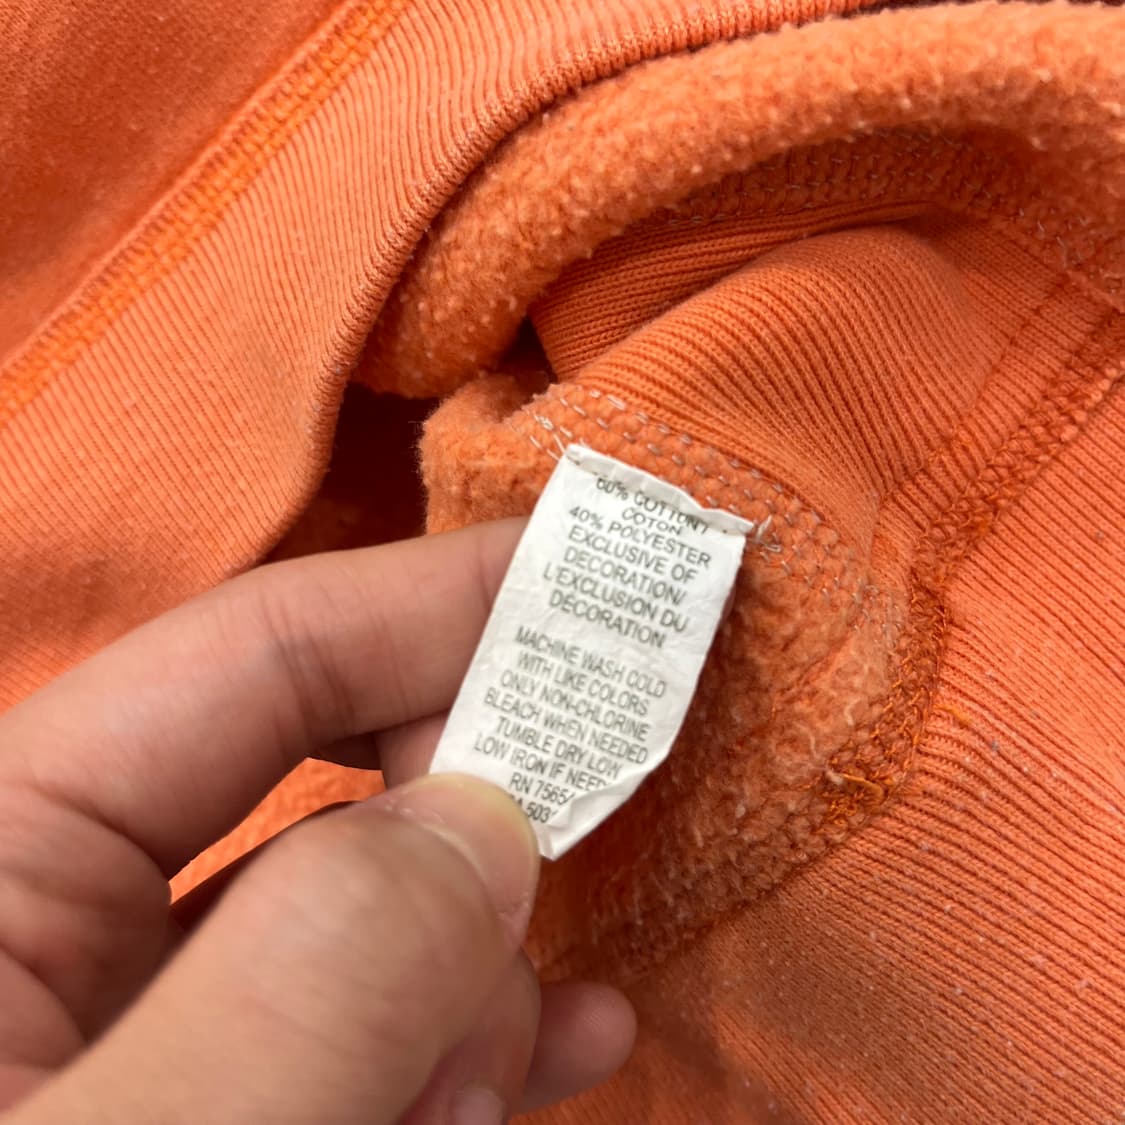 60% COTTON/
COTON
40% POLYESTER
EXCLUSIVE OF
DECORATION/
L'EXCLUSION DU
DÉCORATION
MACHINE WASH COLD
WITH LIKE COLORS
ONLY NON-CHLORINE
BLEACH WHEN NEEDED
TUMBLE DRY LOW
LOW IRON IF
RN